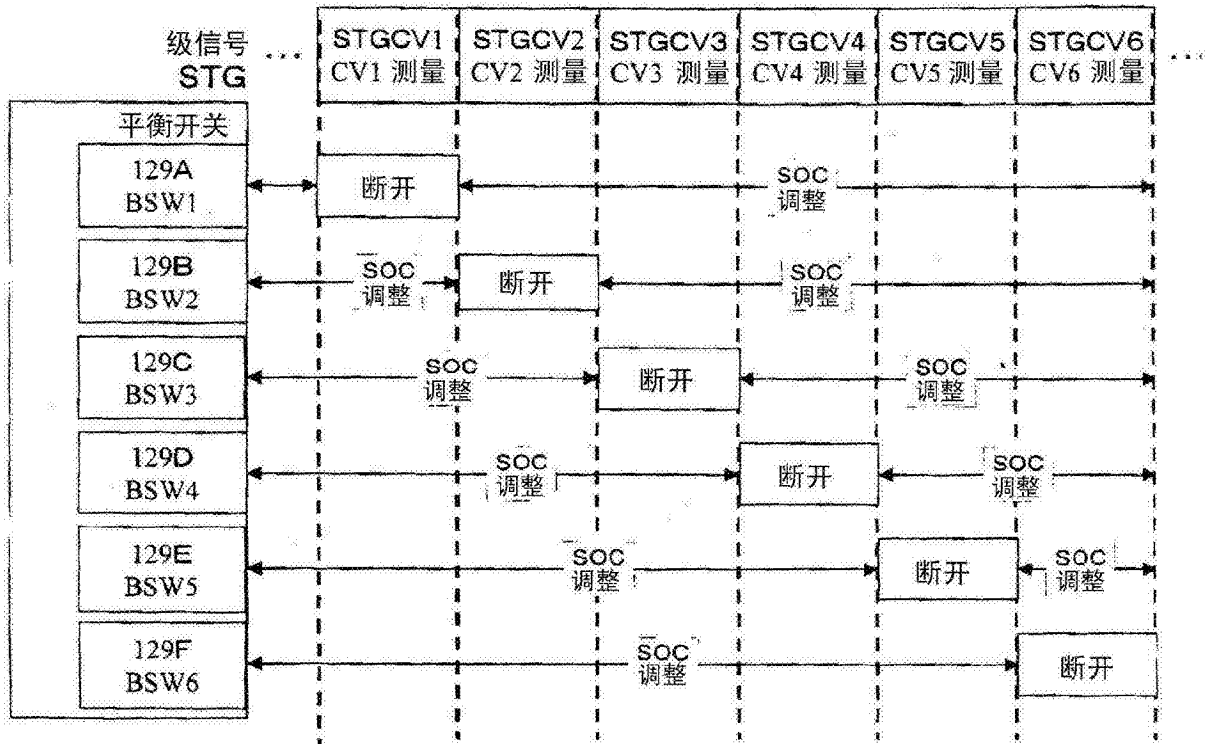 级信号 STG ... STGCV1 STGCV2 STGCV3 STGCV4 STGCV5 STGCV6 ...
CV1 测量 CV2 测量 CV3 测量 CV4 测量 CV5 测量 CV6 测量
平衡开关
129A
BSW1
断开
SOC
调整
129B
BSW2
SOC
调整
断开
SOC
调整
129C
BSW3
SOC
调整
断开
SOC
调整
129D
BSW4
SOC
调整
断开
SOC
调整
129E
BSW5
SOC
调整
断开
SOC
调整
129F
BSW6
SOC
调整
断开